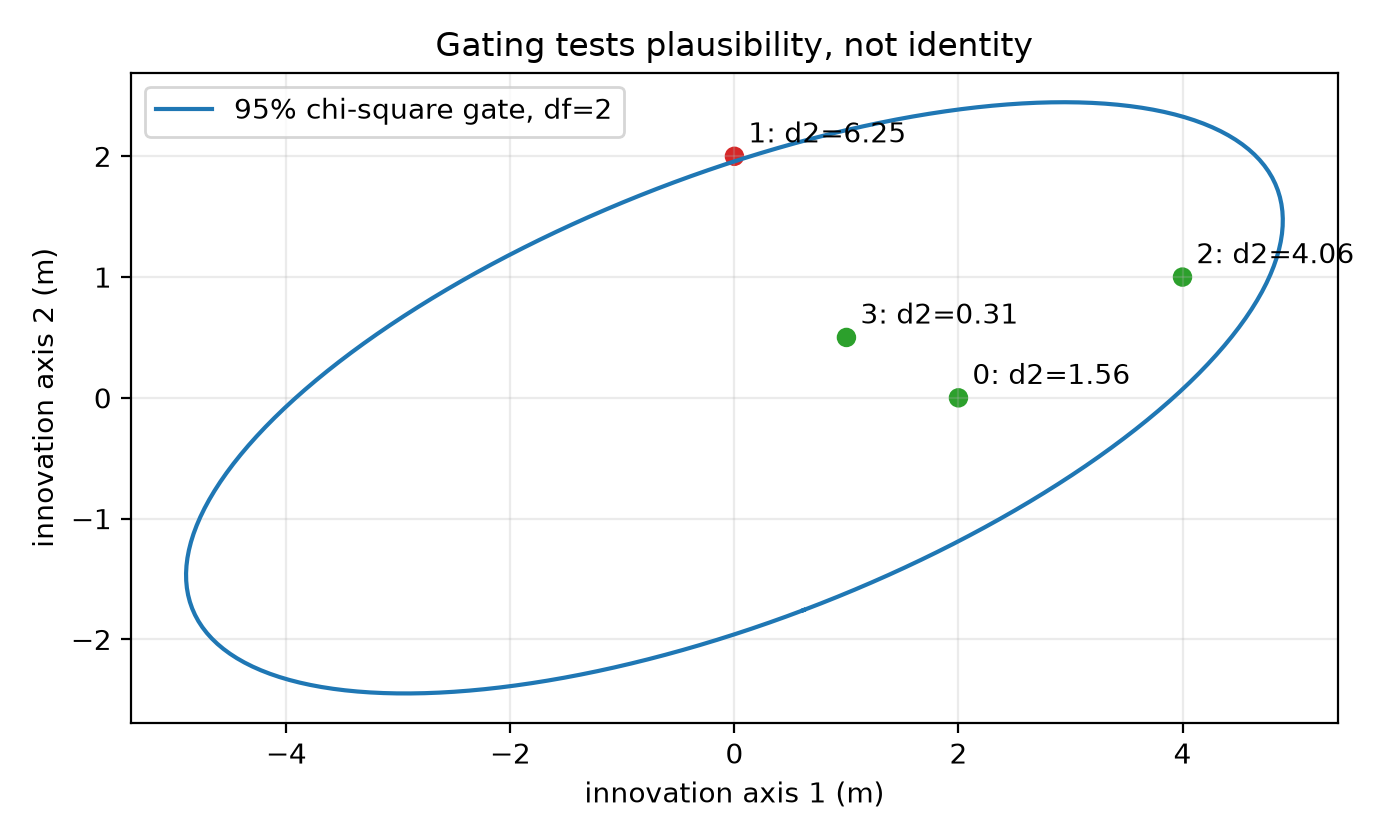 Gating tests plausibility, not identity
95% chi-square gate, df=2
1: d2=6.25
2: d2=4.06
3: d2=0.31
0: d2=1.56
2
1
0
−1
−2
innovation axis 2 (m)
−4
−2
0
2
4
innovation axis 1 (m)